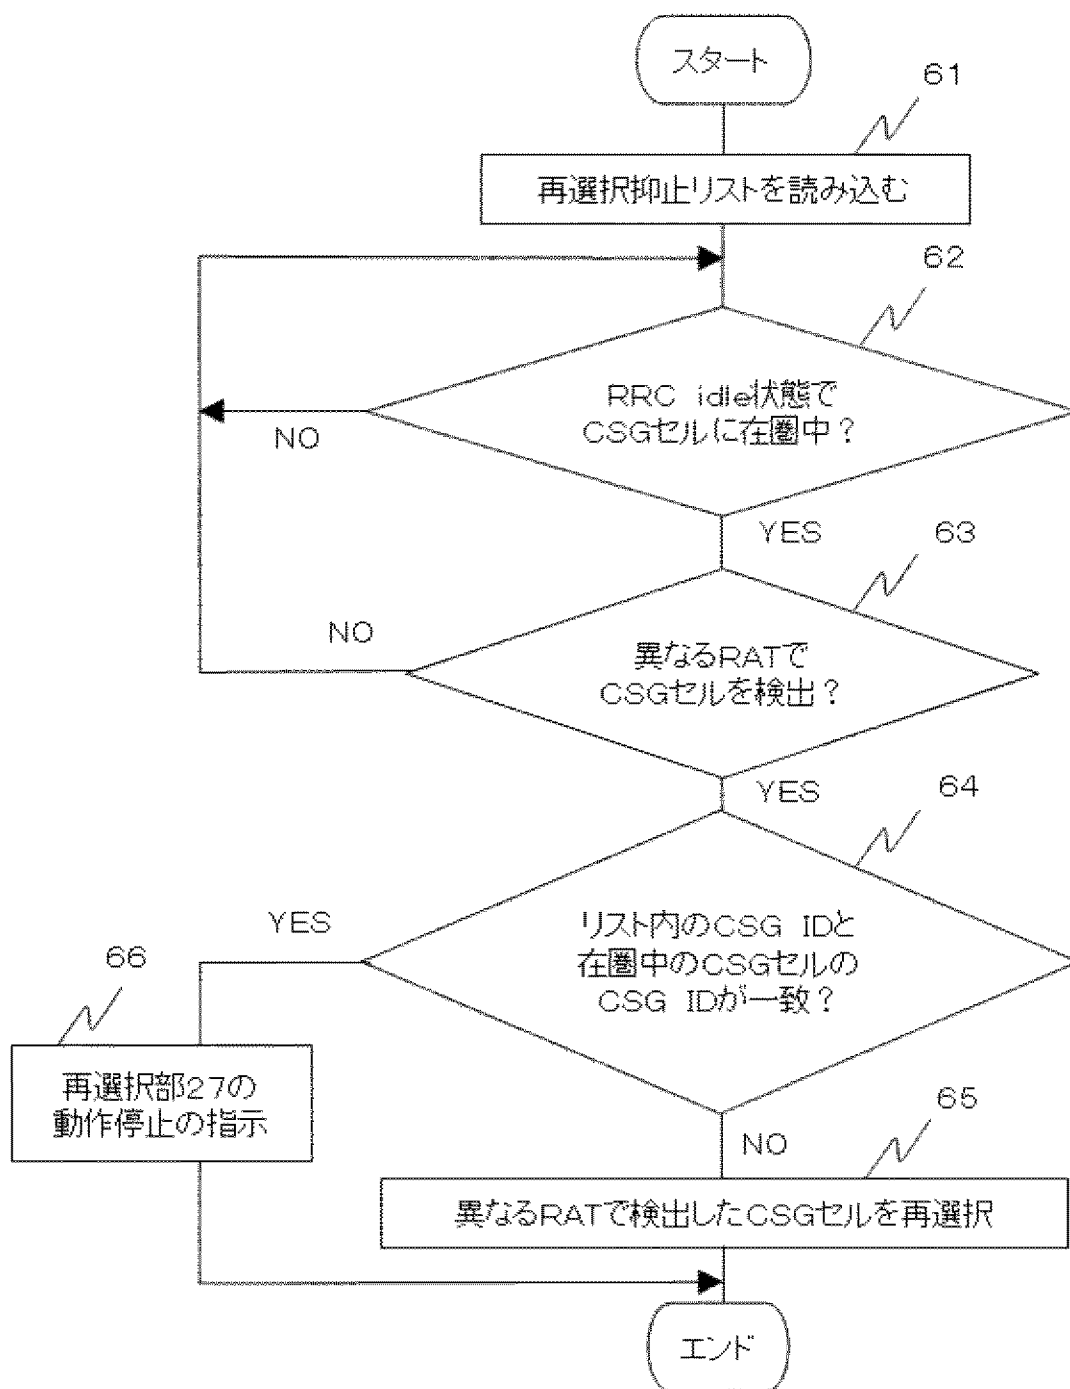 スタート
61
再選択抑止リストを読み込む
62
RRC idle状態で
CSGセルに在圏中?
NO
YES
63
NO
異なるRATで
CSGセルを検出?
YES
64
YES
リスト内のCSG IDと
在圏中のCSGセルの
CSG IDが一致?
66
再選択部27の
動作停止の指示
65
NO
異なるRATで検出したCSGセルを再選択
エンド